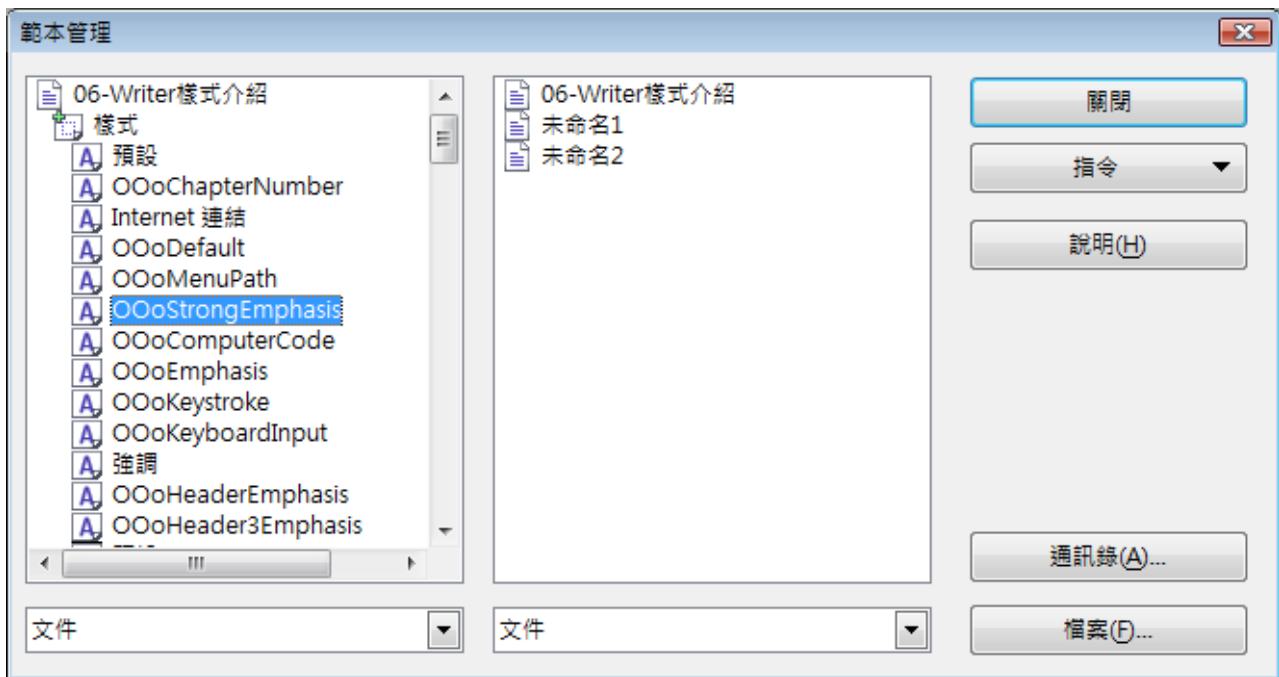 範本管理
06-Writer樣式介紹
樣式
預設
OOoChapterNumber
Internet 連結
OOoDefault
OOoMenuPath
OOoStrongEmphasis
OOoComputerCode
OOoEmphasis
OOoKeystroke
OOoKeyboardInput
強調
OOoHeaderEmphasis
OOoHeader3Emphasis
文件
06-Writer樣式介紹
未命名1
未命名2
文件
關閉
指令
說明(H)
通訊錄(A)...
檔案(F)...